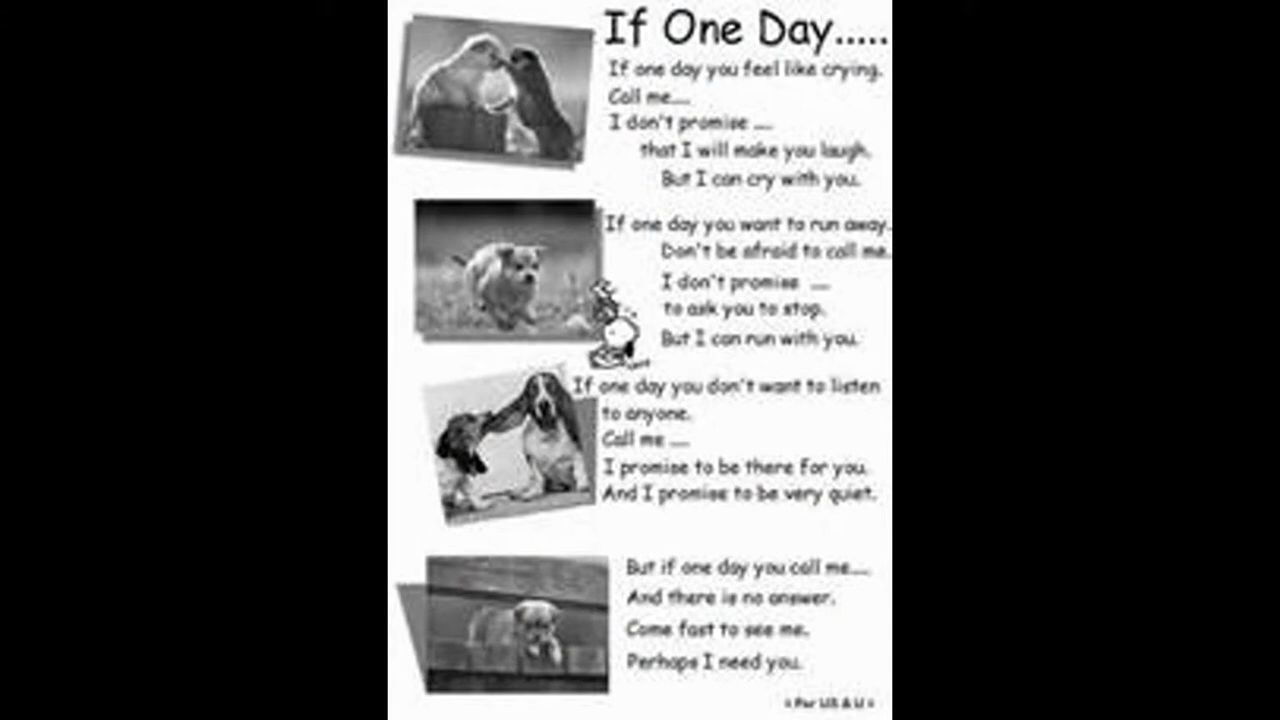 If One Day.....
If one day you feel like crying.
Call me....
I don't promise ....
that I will make you laugh.
But I can cry with you.
If one day you want to run away.
Don't be afraid to call me.
I don't promise ....
to ask you to stop.
But I can run with you.
If one day you don't want to listen
to anyone.
Call me ....
I promise to be there for you.
And I promise to be very quiet.
But if one day you call me....
And there is no answer.
Come fast to see me.
Perhaps I need you.